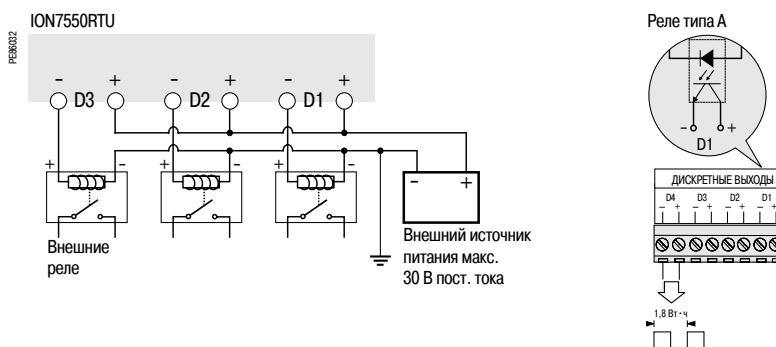 ION7550RTU
PE86032
- + - + - +
D3 D2 D1
+ - + - + -
- +
Внешние
реле
Внешний источник
питания макс.
30 В пост. тока
Реле типа А
- +
D1
ДИСКРЕТНЫЕ ВЫХОДЫ
D4 D3 D2 D1
- + - + - + - +
1,8 Вт • ч